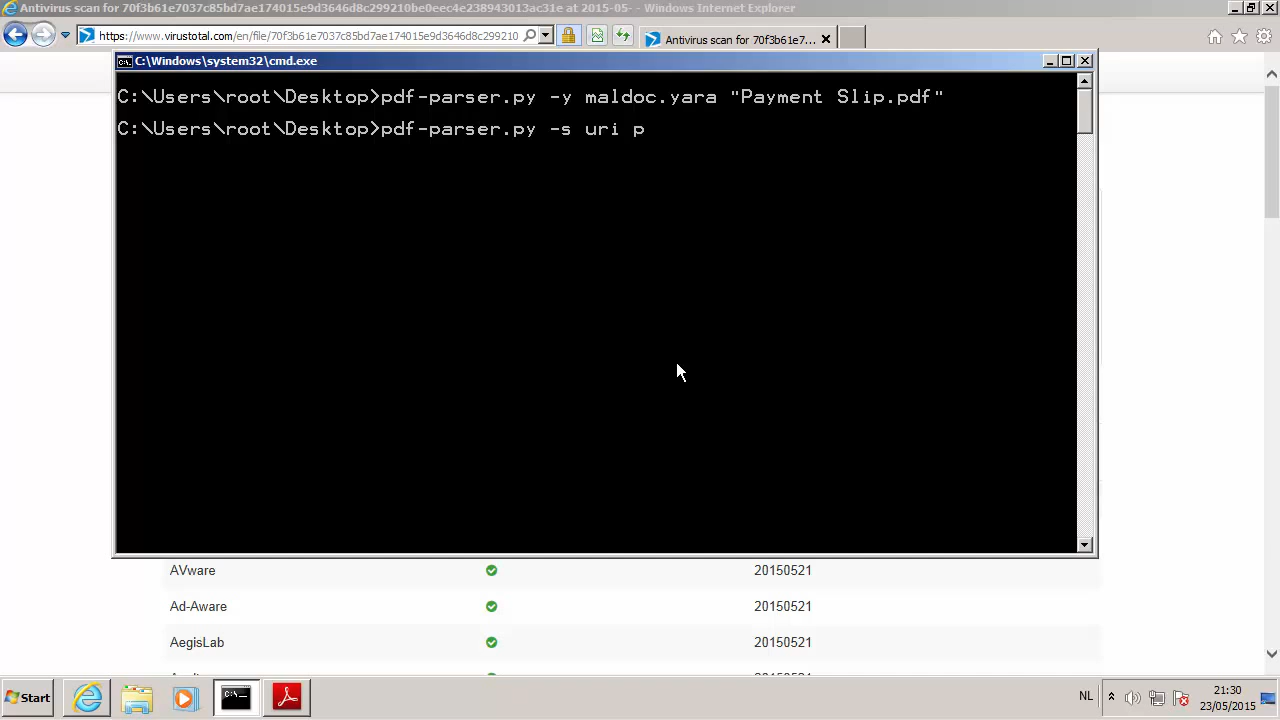 Antivirus scan for 70f3b61e7037c85bd7ae174015e9d3646d8c299210be0eec4e238943013ac31e at 2015-05- - Windows Internet Explorer
https://www.virustotal.com/en/file/70f3b61e7037c85bd7ae174015e9d3646d8c299210
Antivirus scan for 70f3b61e7...
C:\Windows\system32\cmd.exe
C:\Users\root\Desktop>pdf-parser.py -y maldoc.yara "Payment Slip.pdf"
C:\Users\root\Desktop>pdf-parser.py -s uri p
AVware 20150521
Ad-Aware 20150521
AegisLab 20150521
Start
NL
21:30
23/05/2015